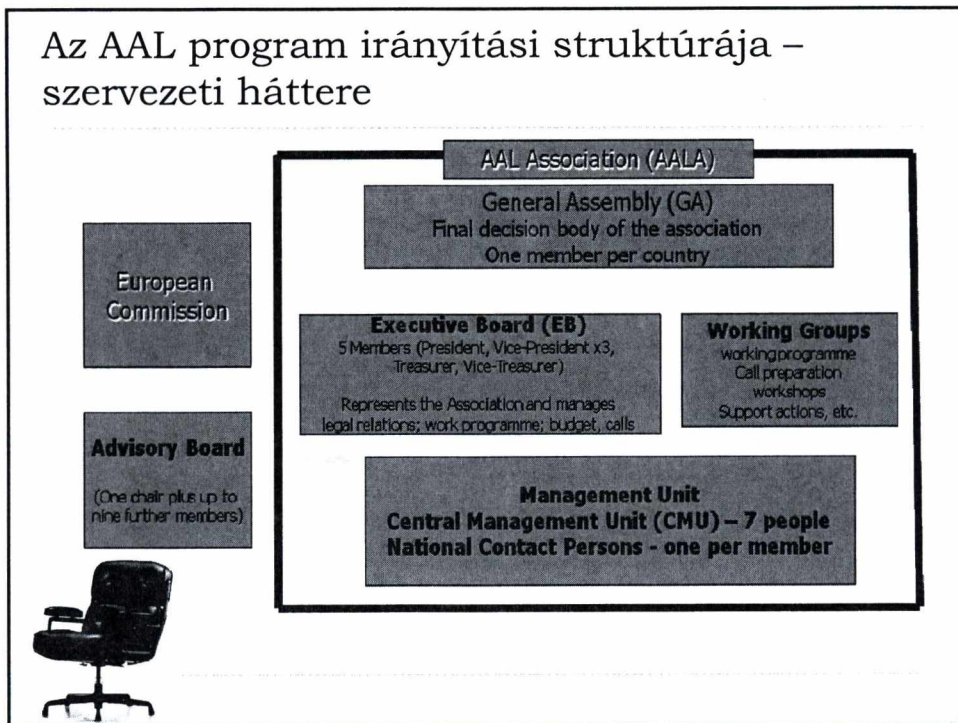 Az AAL program irányítási struktúrája –
szervezeti háttere
AAL Association (AALA)
General Assembly (GA)
Final decision body of the association
One member per country
European
Commission
Executive Board (EB)
5 Members (President, Vice-President x3,
Treasurer, Vice-Treasurer)
Represents the Association and manages
legal relations; work programme; budget, calls
Working Groups
working programme
Call preparation
workshops
Support actions, etc.
Advisory Board
(One chair plus up to
nine further members)
Management Unit
Central Management Unit (CMU) – 7 people
National Contact Persons - one per member